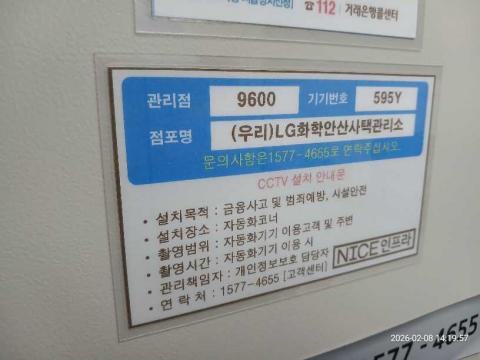 ☎112 거래은행콜센터
관리점 9600 기기번호 595Y
점포명 (우리)LG화학안산사택관리소
문의사항은1577-4655로 연락주십시오.
CCTV 설치 안내문
• 설치목적 : 금융사고 및 범죄예방, 시설안전
• 설치장소 : 자동화코너
• 촬영범위 : 자동화기기 이용고객 및 주변
• 촬영시간 : 자동화기기 이용 시
• 관리책임자 : 개인정보보호 담당자
• 연 락 처 : 1577-4655 [고객센터]
NICE인프라
1577-4655
2026-02-08 14:19:57